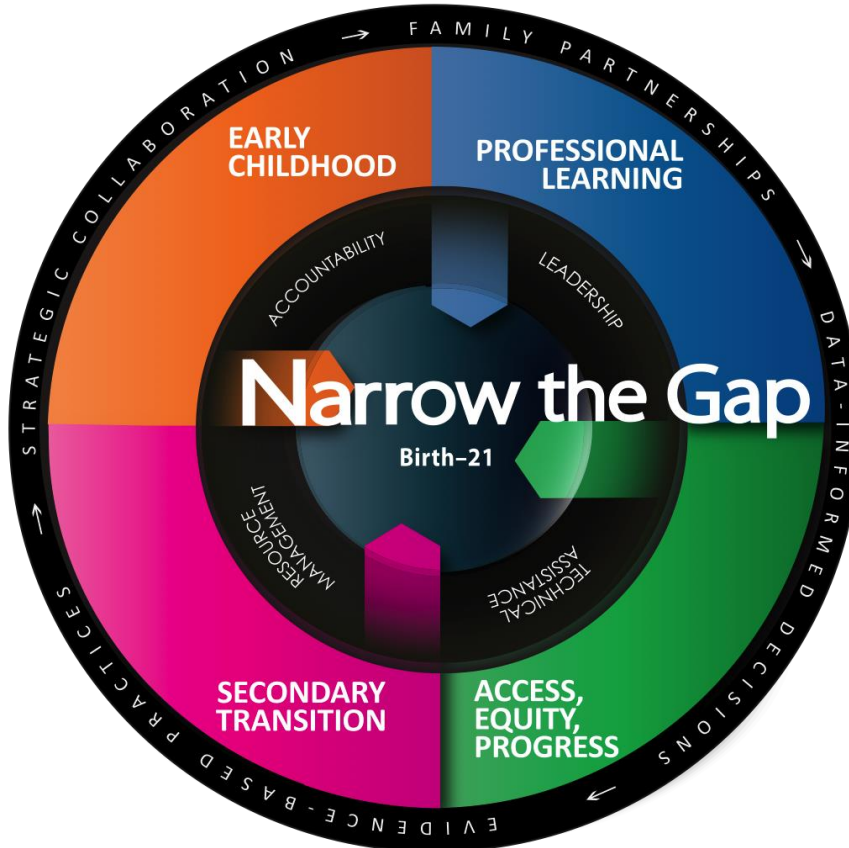 STRATEGIC COLLABORATION →
FAMILY PARTNERSHIPS →
DATA-INFORMED DECISIONS →
EVIDENCE-BASED PRACTICES →
EARLY
CHILDHOOD
PROFESSIONAL
LEARNING
ACCOUNTABILITY
LEADERSHIP
Narrow the Gap
Birth–21
RESOURCE
MANAGEMENT
TECHNICAL
ASSISTANCE
SECONDARY
TRANSITION
ACCESS,
EQUITY,
PROGRESS